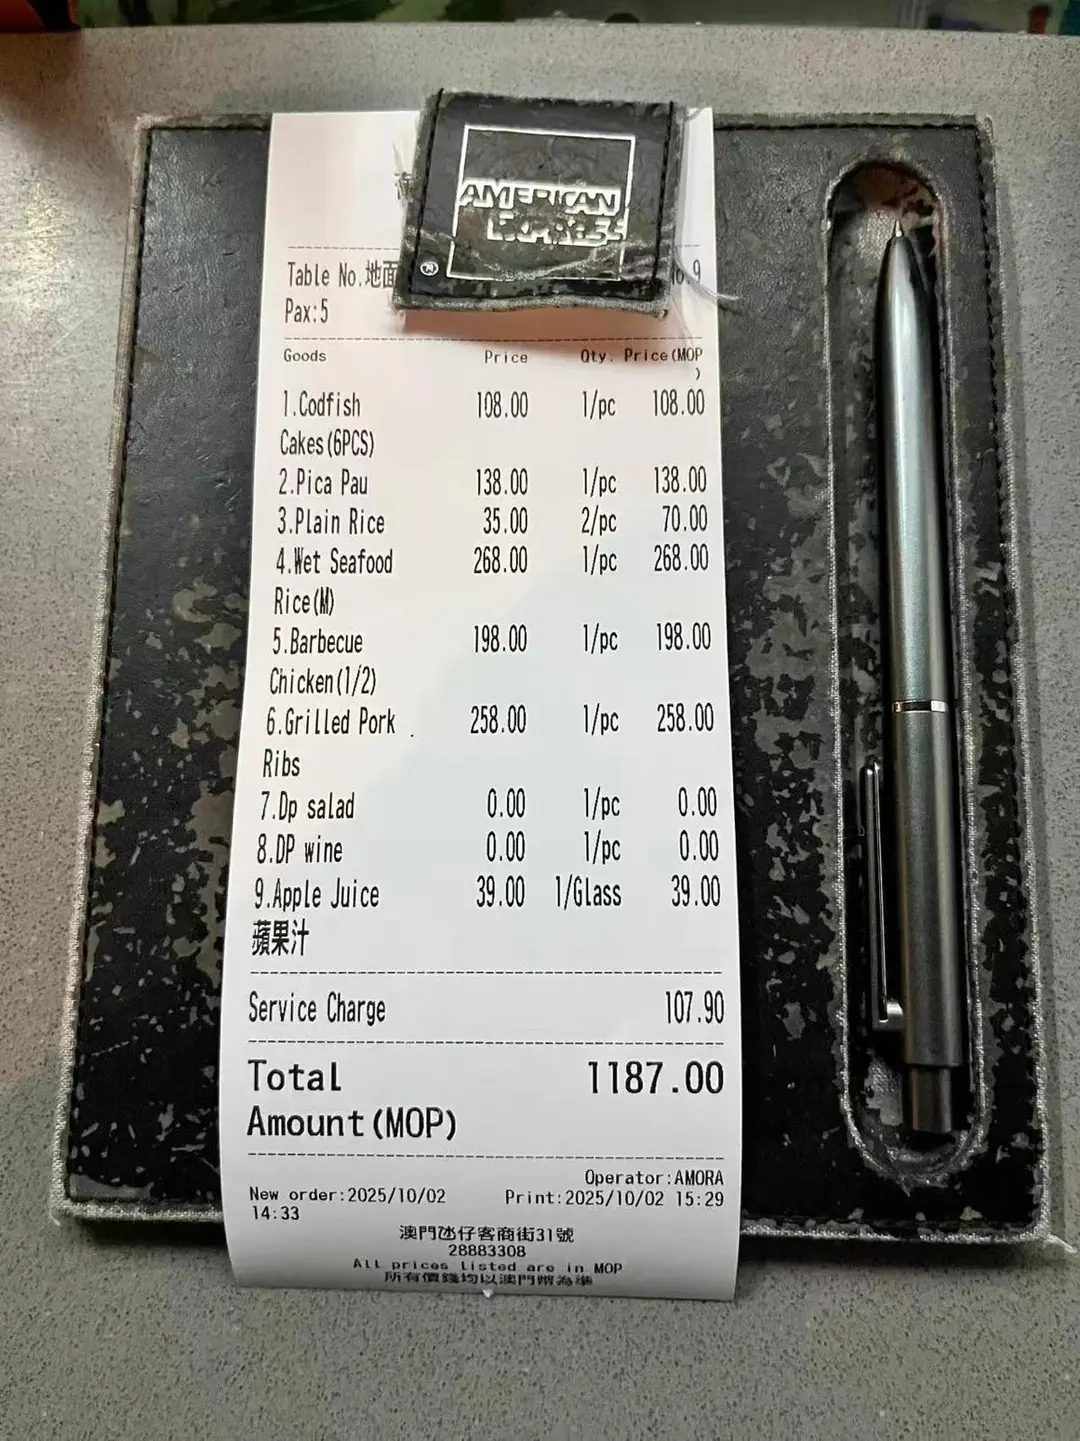 AMERICAN
EXPRESS
®
Table No.地面
o.9
Pax:5
Goods Price Qty. Price(MOP
)
1.Codfish 108.00 1/pc 108.00
Cakes(6PCS)
2.Pica Pau 138.00 1/pc 138.00
3.Plain Rice 35.00 2/pc 70.00
4.Wet Seafood 268.00 1/pc 268.00
Rice(M)
5.Barbecue 198.00 1/pc 198.00
Chicken(1/2)
6.Grilled Pork 258.00 1/pc 258.00
Ribs
7.Dp salad 0.00 1/pc 0.00
8.DP wine 0.00 1/pc 0.00
9.Apple Juice 39.00 1/Glass 39.00
蘋果汁
Service Charge 107.90
Total 1187.00
Amount(MOP)
Operator:AMORA
New order:2025/10/02 Print:2025/10/02 15:29
14:33
澳門氹仔客商街31號
28883308
All prices listed are in MOP
所有價錢均以澳門幣為準